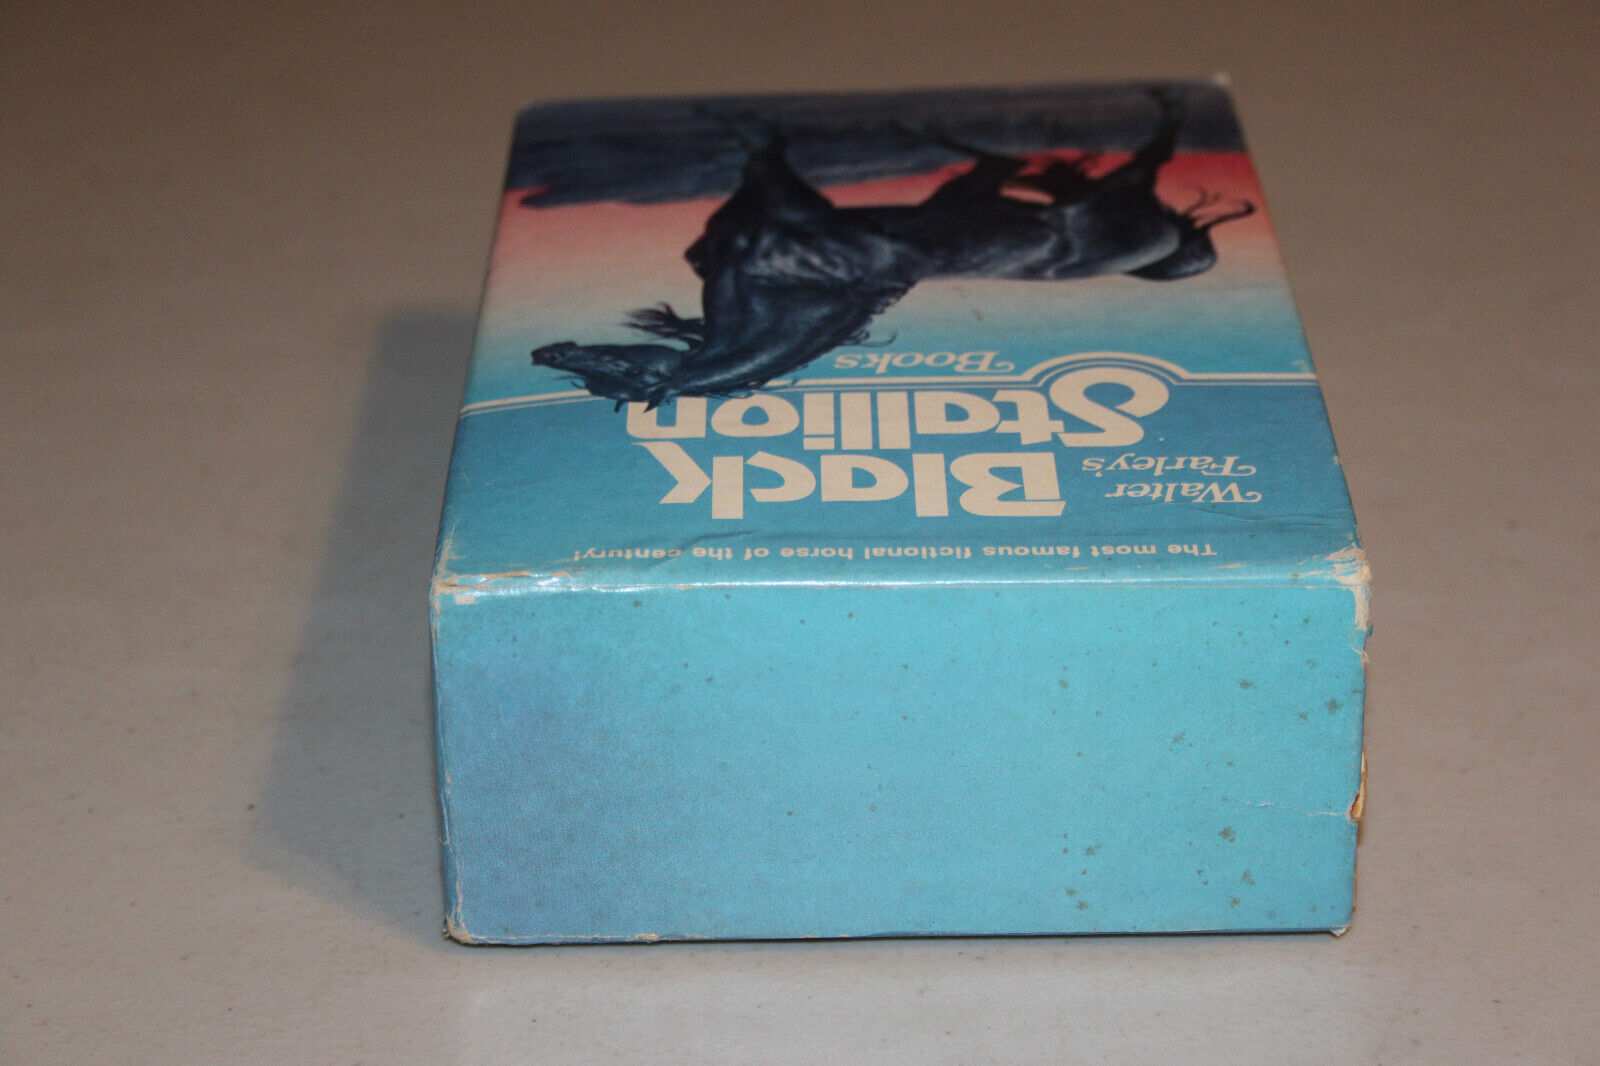 The most famous fictional horse of the century!
Walter
Farley's
Black
Stallion
Books